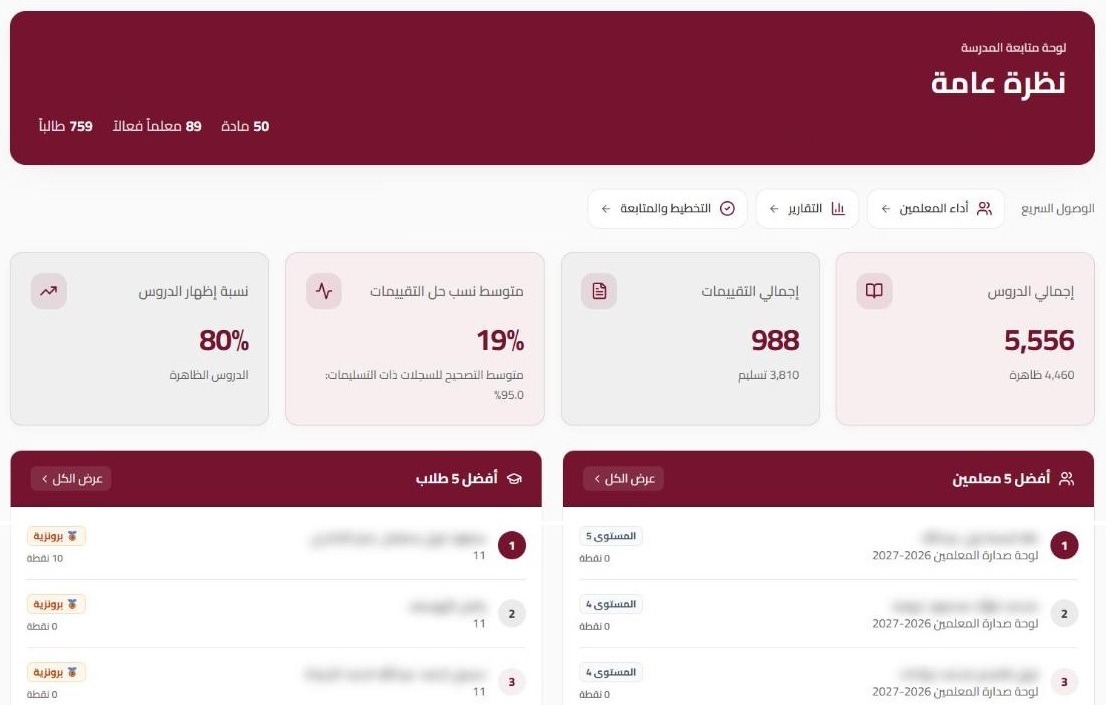 لوحة متابعة المدرسة
نظرة عامة
50 مادة 89 معلماً فعالاً 759 طالباً
الوصول السريع
أداء المعلمين ←
التقارير ←
التخطيط والمتابعة ←
إجمالي الدروس
5,556
4,460 ظاهرة
إجمالي التقييمات
988
3,810 تسليم
متوسط نسب حل التقييمات
19%
متوسط التصحيح للسجلات ذات التسليمات:
%95.0
نسبة إظهار الدروس
80%
الدروس الظاهرة
أفضل 5 معلمين
عرض الكل
1
المستوى 5
لوحة صدارة المعلمين 2026-2027
0 نقطة
2
المستوى 4
لوحة صدارة المعلمين 2026-2027
0 نقطة
3
المستوى 4
لوحة صدارة المعلمين 2026-2027
0 نقطة
أفضل 5 طلاب
عرض الكل
1
برونزية
11
10 نقطة
2
برونزية
11
0 نقطة
3
برونزية
11
0 نقطة